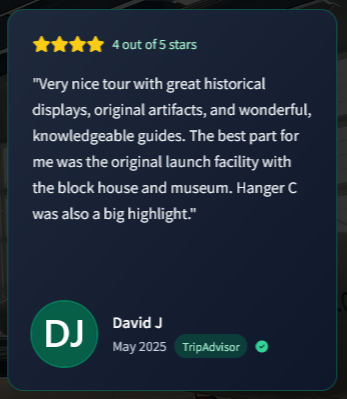 4 out of 5 stars
"Very nice tour with great historical
displays, original artifacts, and wonderful,
knowledgeable guides. The best part for
me was the original launch facility with
the block house and museum. Hanger C
was also a big highlight."
DJ
David J
May 2025 TripAdvisor